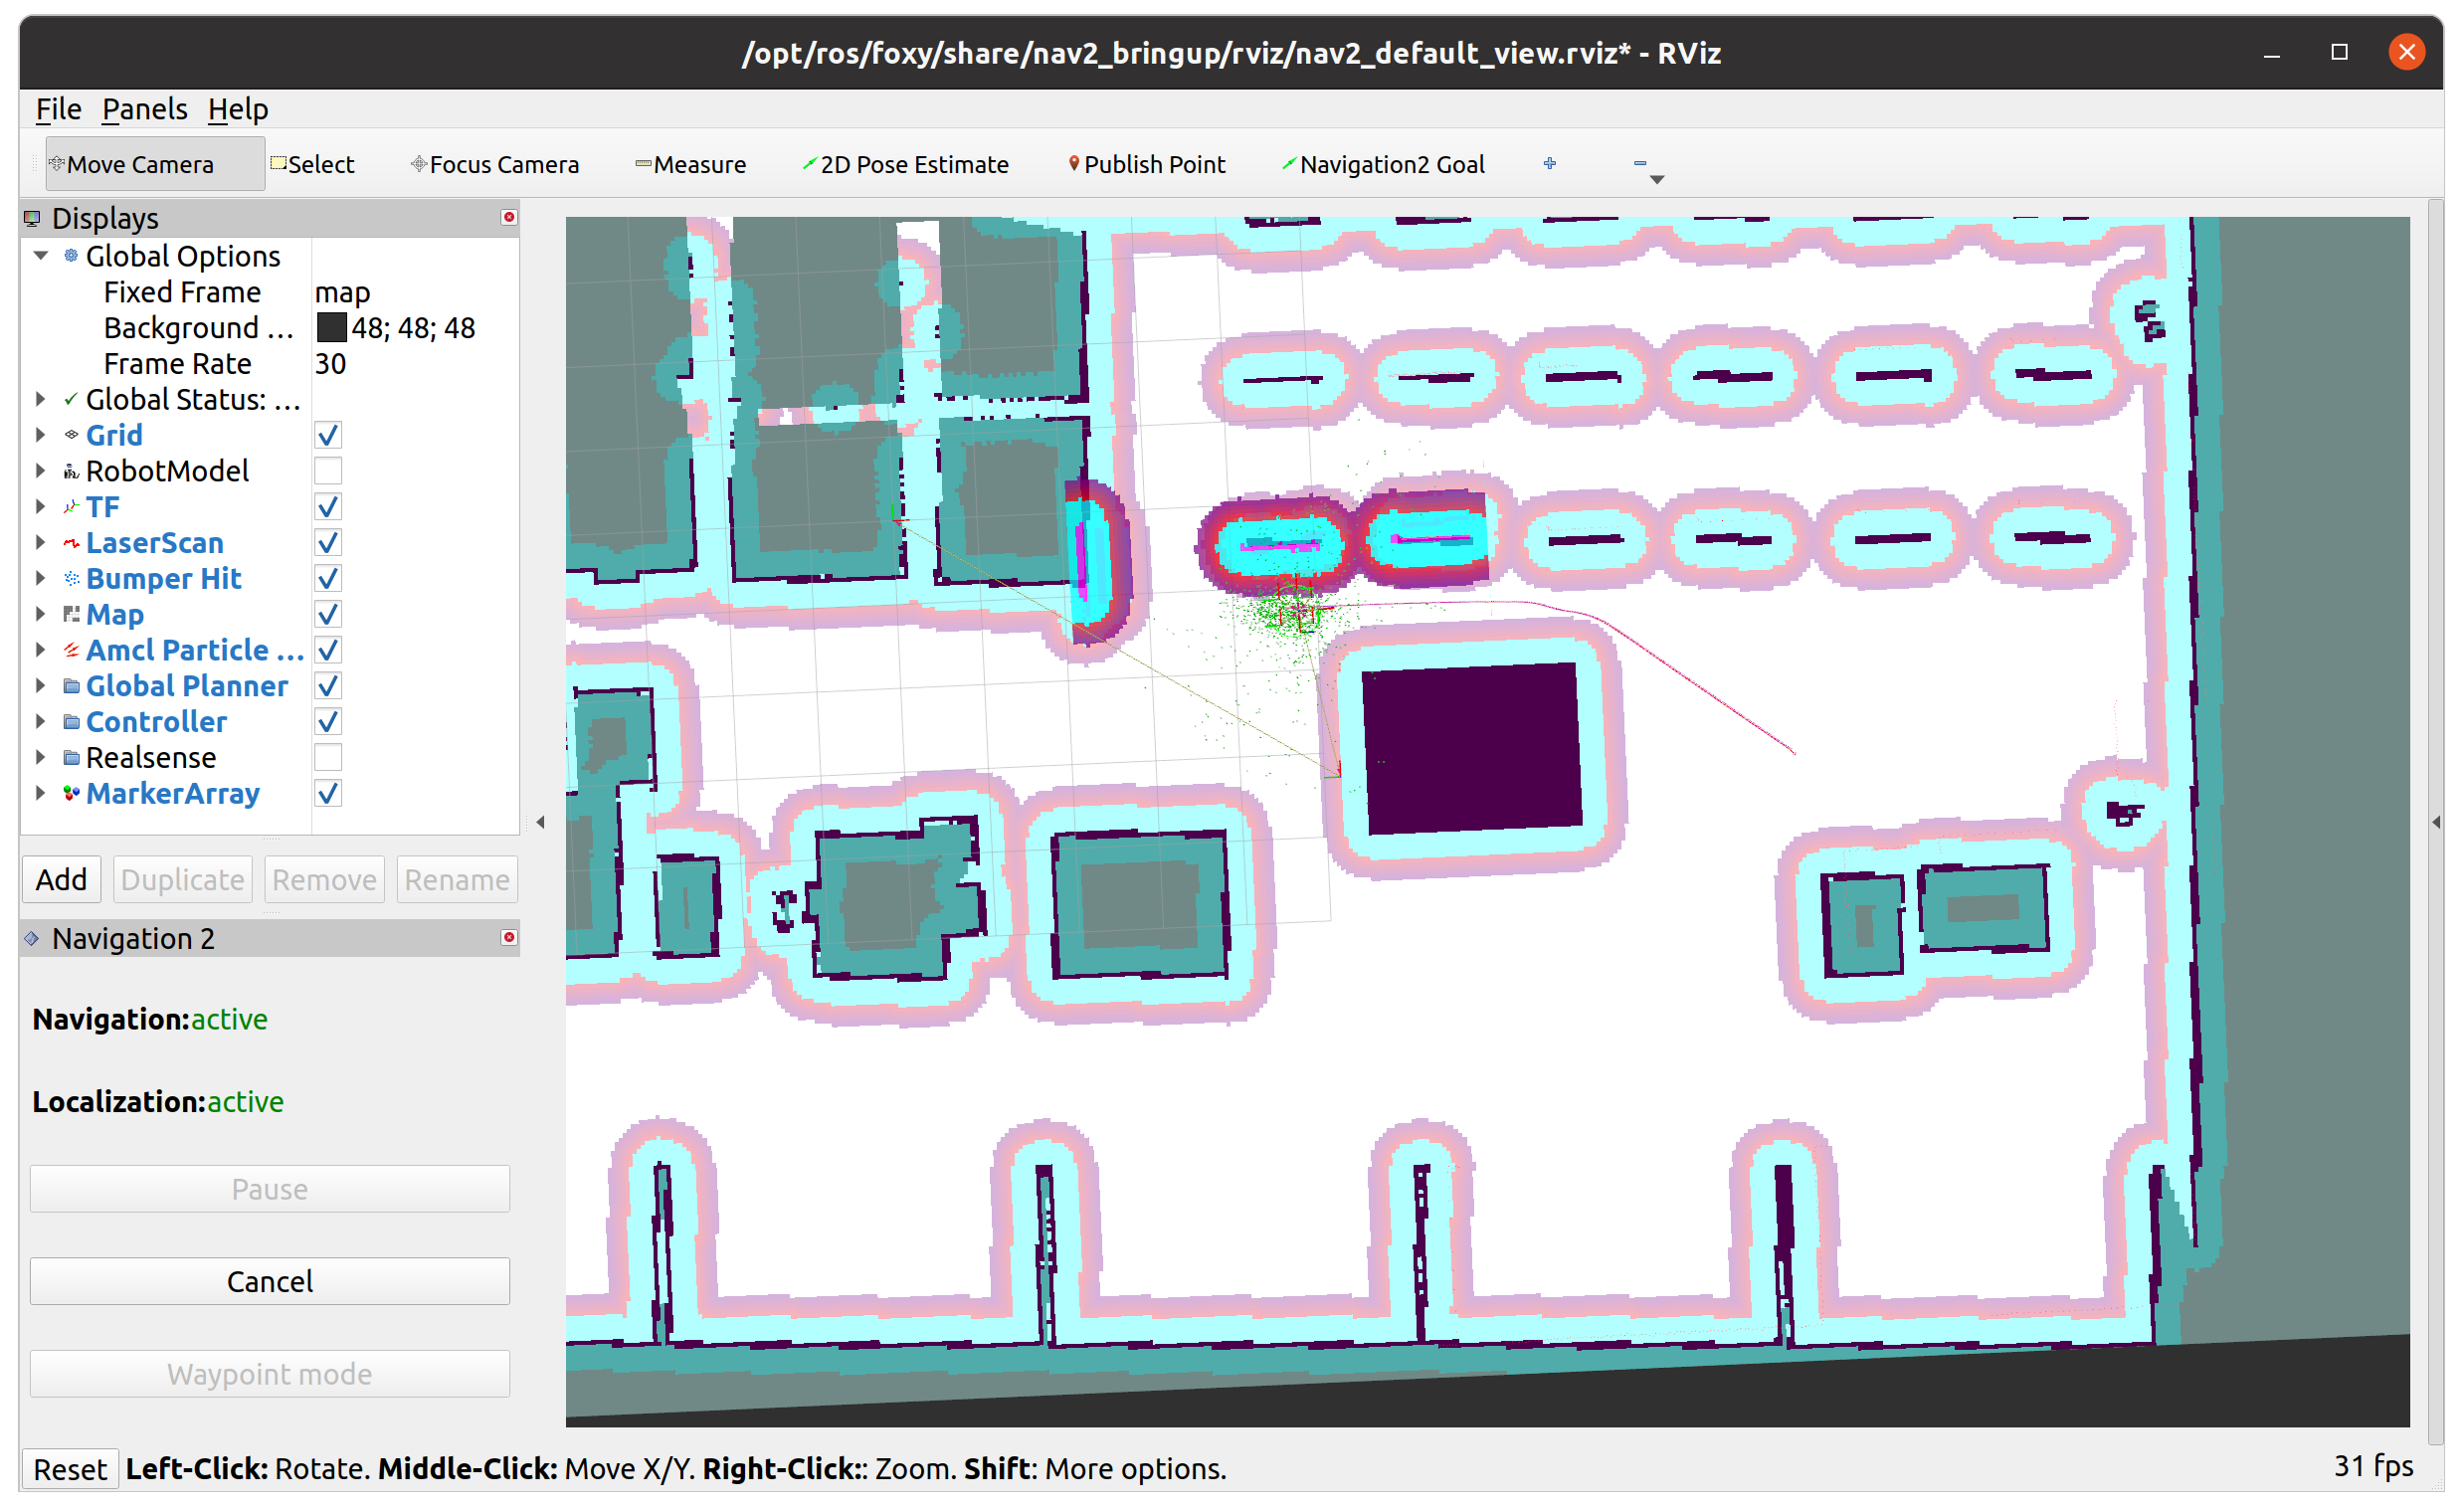 /opt/ros/foxy/share/nav2_bringup/rviz/nav2_default_view.rviz* - RViz
File Panels Help
Move Camera Select Focus Camera Measure 2D Pose Estimate Publish Point Navigation2 Goal
Displays
Global Options
Fixed Frame map
Background ... 48; 48; 48
Frame Rate 30
Global Status: ...
Grid
RobotModel
TF
LaserScan
Bumper Hit
Map
Amcl Particle ...
Global Planner
Controller
Realsense
MarkerArray
Add Duplicate Remove Rename
Navigation 2
Navigation:active
Localization:active
Pause
Cancel
Waypoint mode
Reset Left-Click: Rotate. Middle-Click: Move X/Y. Right-Click:: Zoom. Shift: More options. 31 fps